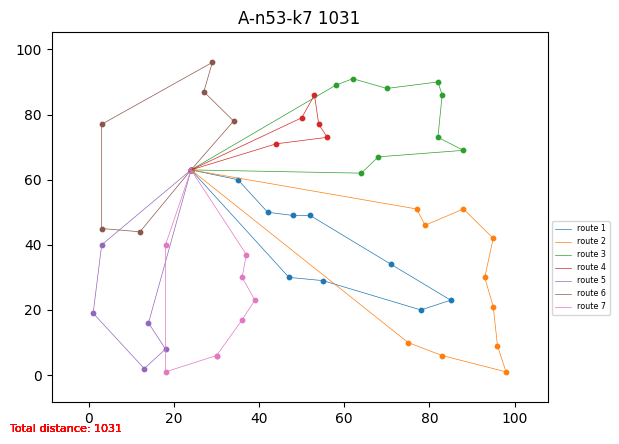 A-n53-k7 1031
100
80
60
40
20
0
0 20 40 60 80 100
route 1
route 2
route 3
route 4
route 5
route 6
route 7
Total distance: 1031